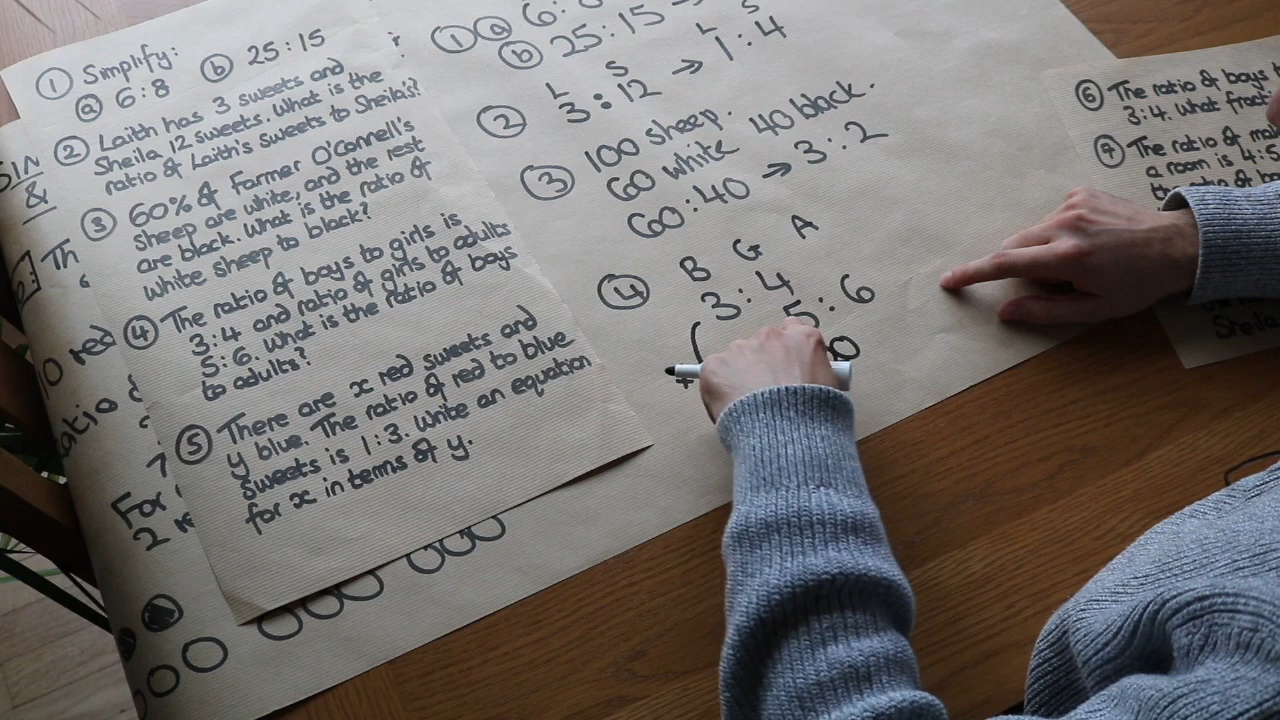 ① Simplify:
ⓐ 6:8 ⓑ 25:15
② Laith has 3 sweets and
Sheila 12 sweets. What is the
ratio of Laith's sweets to Sheila's?
③ 60% of Farmer O'Connell's
sheep are white, and the rest
are black. What is the ratio of
white sheep to black?
④ The ratio of boys to girls is
3:4 and ratio of girls to adults
5:6. What is the ratio of boys
to adults?
⑤ There are x red sweets and
y blue. The ratio of red to blue
sweets is 1:3. Write an equation
for x in terms of y.
&
Th
red
For
2
① ⓐ 6:
ⓑ 25:15 →
L S
② 3:12 → 1:4
L S
③ 100 sheep.
60 white 40 black.
60:40 → 3:2
B G A
④ 3:4
5:6
⑥ The ratio of boys
3:4. What
⑦ The ratio of
a room is 4:5
Sheila